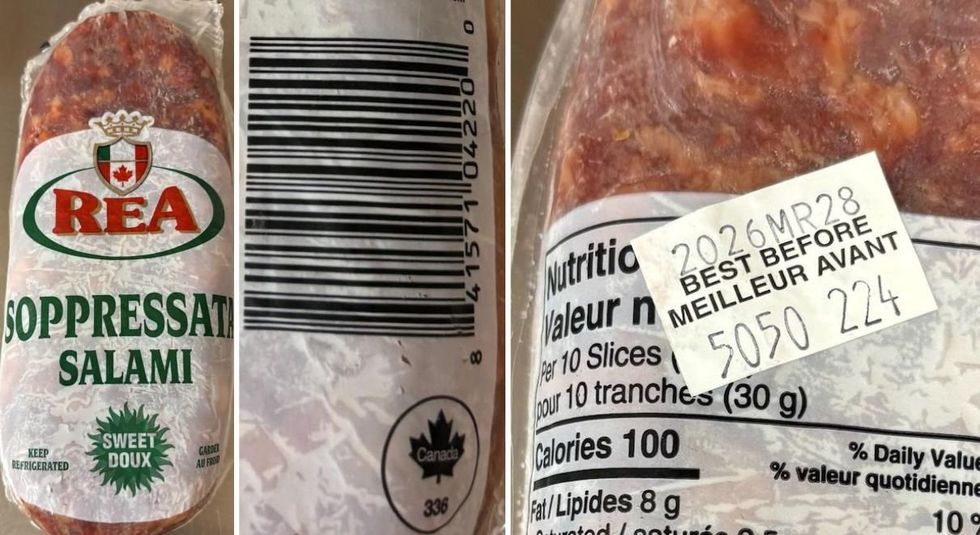 REA
SOPPRESSATA
SALAMI
SWEET
DOUX
KEEP
REFRIGERATED
GARDER
AU FROID
8 41571 04220 0
Canada
336
2026MR28
BEST BEFORE
MEILLEUR AVANT
5050 224
Nutritio
Valeur n
Per 10 Slices
pour 10 tranches (30 g)
Calories 100
% Daily Value
% valeur quotidienne
Fat / Lipides 8 g
10 %